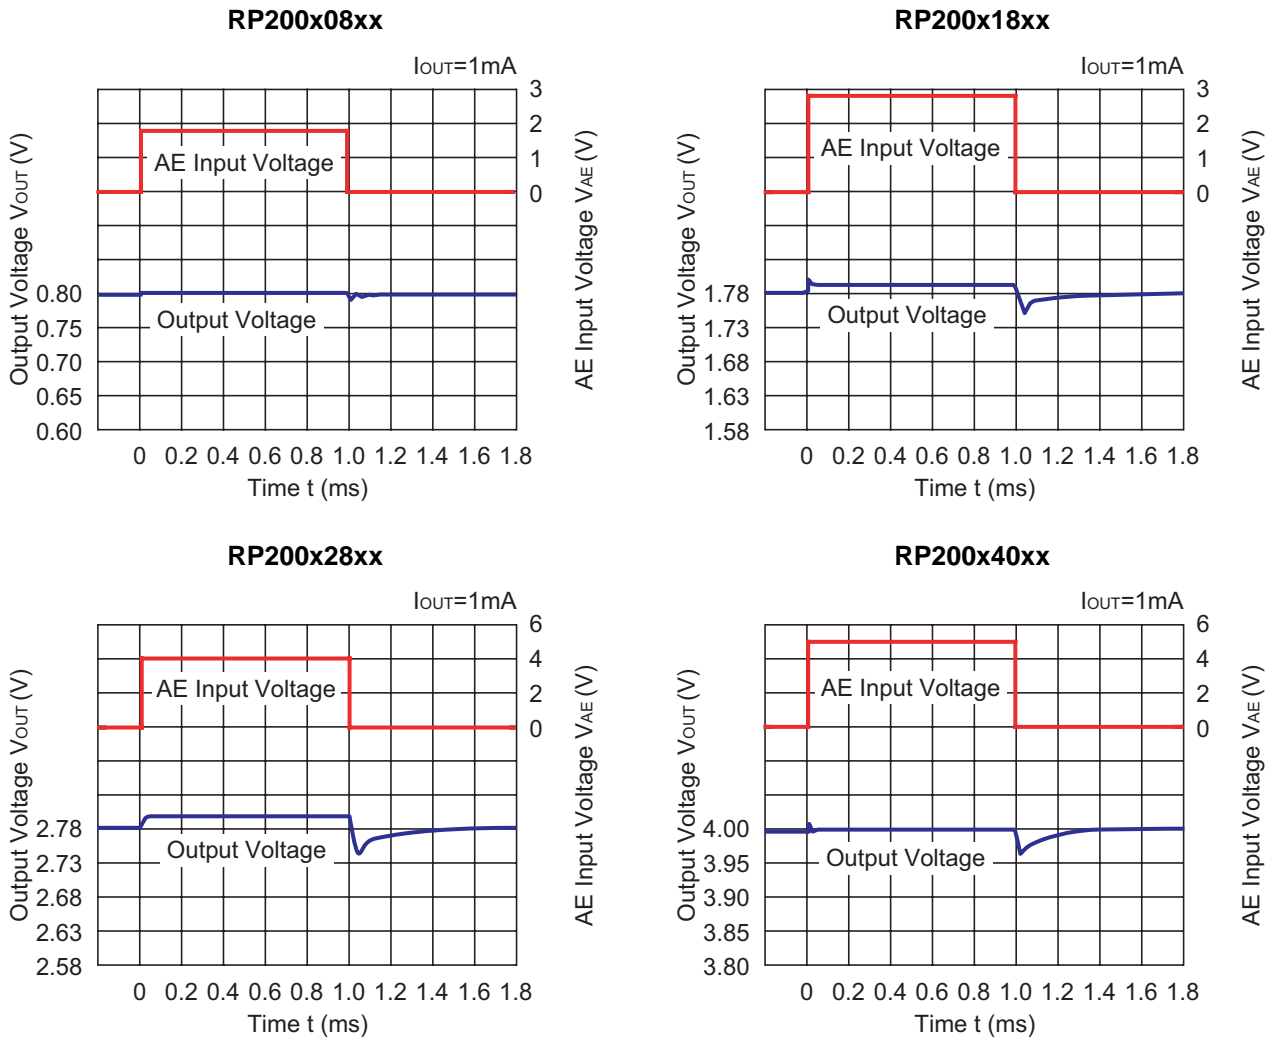 RP200x08xx
IOUT=1mA
Output Voltage VOUT (V)
0.80
0.75
0.70
0.65
0.60
AE Input Voltage
Output Voltage
3
2
1
0
AE Input Voltage VAE (V)
0 0.2 0.4 0.6 0.8 1.0 1.2 1.4 1.6 1.8
Time t (ms)
RP200x18xx
IOUT=1mA
Output Voltage VOUT (V)
1.78
1.73
1.68
1.63
1.58
AE Input Voltage
Output Voltage
3
2
1
0
AE Input Voltage VAE (V)
0 0.2 0.4 0.6 0.8 1.0 1.2 1.4 1.6 1.8
Time t (ms)
RP200x28xx
IOUT=1mA
Output Voltage VOUT (V)
2.78
2.73
2.68
2.63
2.58
AE Input Voltage
Output Voltage
6
4
2
0
AE Input Voltage VAE (V)
0 0.2 0.4 0.6 0.8 1.0 1.2 1.4 1.6 1.8
Time t (ms)
RP200x40xx
IOUT=1mA
Output Voltage VOUT (V)
4.00
3.95
3.90
3.85
3.80
AE Input Voltage
Output Voltage
6
4
2
0
AE Input Voltage VAE (V)
0 0.2 0.4 0.6 0.8 1.0 1.2 1.4 1.6 1.8
Time t (ms)